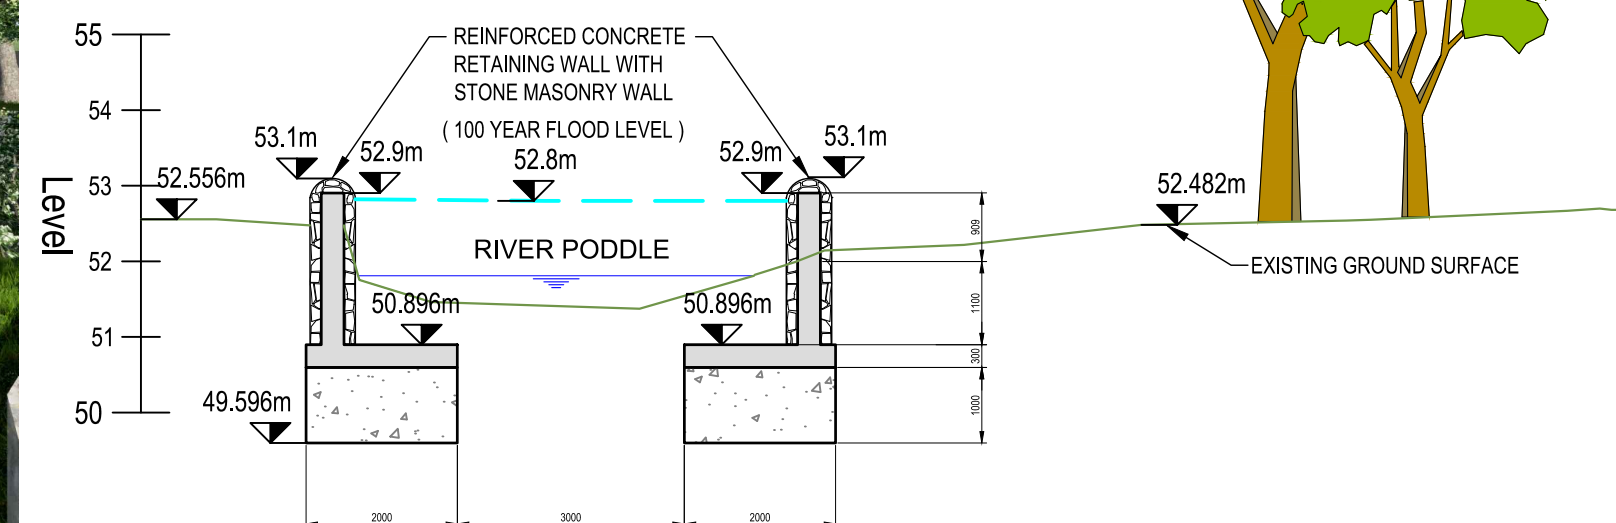 55
REINFORCED CONCRETE
RETAINING WALL WITH
STONE MASONRY WALL
( 100 YEAR FLOOD LEVEL )
54
53.1m
52.9m
52.8m
52.9m
53.1m
53
52.556m
52.482m
Level
909
RIVER PODDLE
52
EXISTING GROUND SURFACE
50.896m
50.896m
1100
51
300
49.596m
50
1000
2000
3000
2000